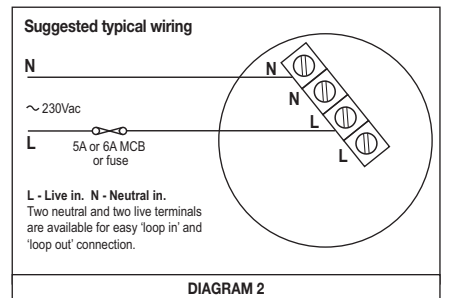 Suggested typical wiring
N
N
N
~ 230Vac
L
L
L
5A or 6A MCB
or fuse
L - Live in. N - Neutral in.
Two neutral and two live terminals
are available for easy 'loop in' and
'loop out' connection.
DIAGRAM 2